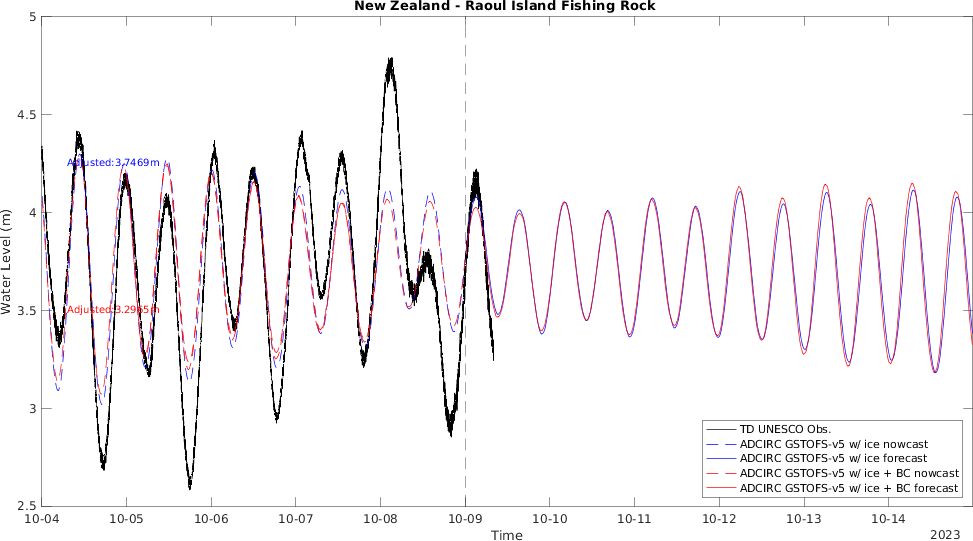 New Zealand - Raoul Island Fishing Rock
5
4.5
4
3.5
3
2.5
Water Level (m)
Adjusted:3.7469m
Adjusted:3.2965m
TD UNESCO Obs.
ADCIRC GSTOFS-v5 w/ ice nowcast
ADCIRC GSTOFS-v5 w/ ice forecast
ADCIRC GSTOFS-v5 w/ ice + BC nowcast
ADCIRC GSTOFS-v5 w/ ice + BC forecast
10-04 10-05 10-06 10-07 10-08 10-09 10-10 10-11 10-12 10-13 10-14
Time
2023